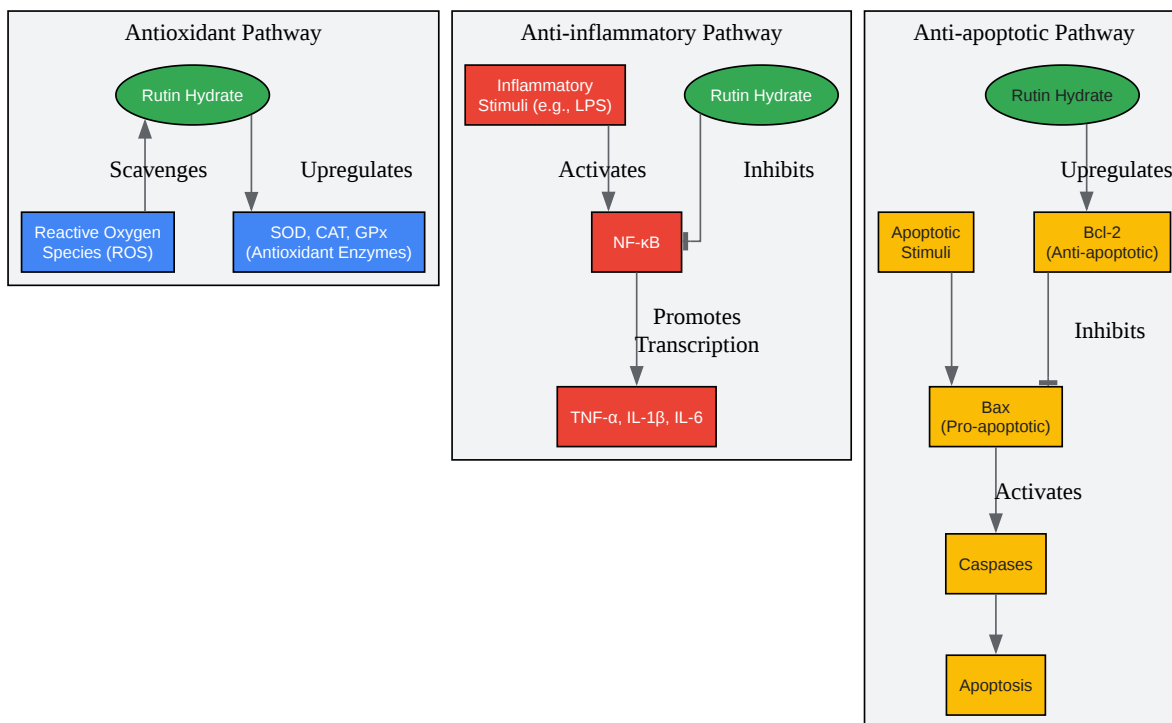 Antioxidant Pathway
Rutin Hydrate
Scavenges
Upregulates
Reactive Oxygen
Species (ROS)
SOD, CAT, GPx
(Antioxidant Enzymes)
Anti-inflammatory Pathway
Inflammatory
Stimuli (e.g., LPS)
Rutin Hydrate
Activates
Inhibits
NF-κB
Promotes
Transcription
TNF-α, IL-1β, IL-6
Anti-apoptotic Pathway
Rutin Hydrate
Upregulates
Apoptotic
Stimuli
Bcl-2
(Anti-apoptotic)
Inhibits
Bax
(Pro-apoptotic)
Activates
Caspases
Apoptosis